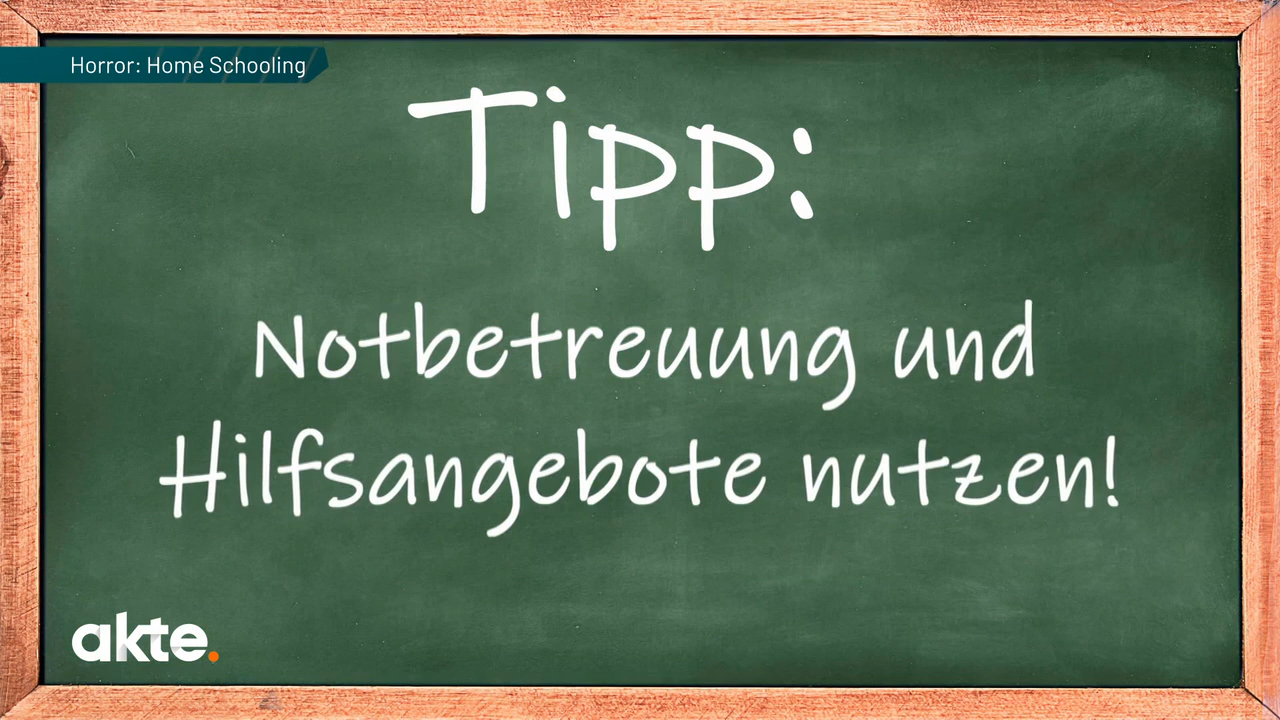 Horror: Home Schooling
Tipp:
Notbetreuung und
Hilfsangebote nutzen!
akte.